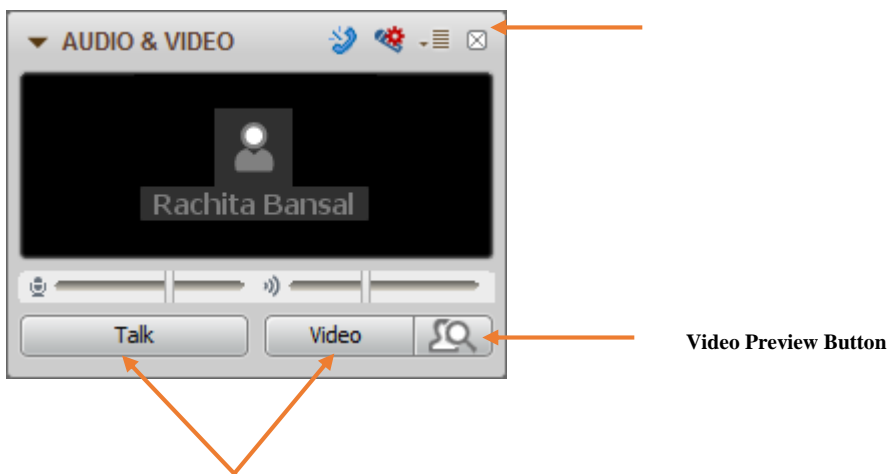 AUDIO & VIDEO
Rachita Bansal
Talk Video
Video Preview Button